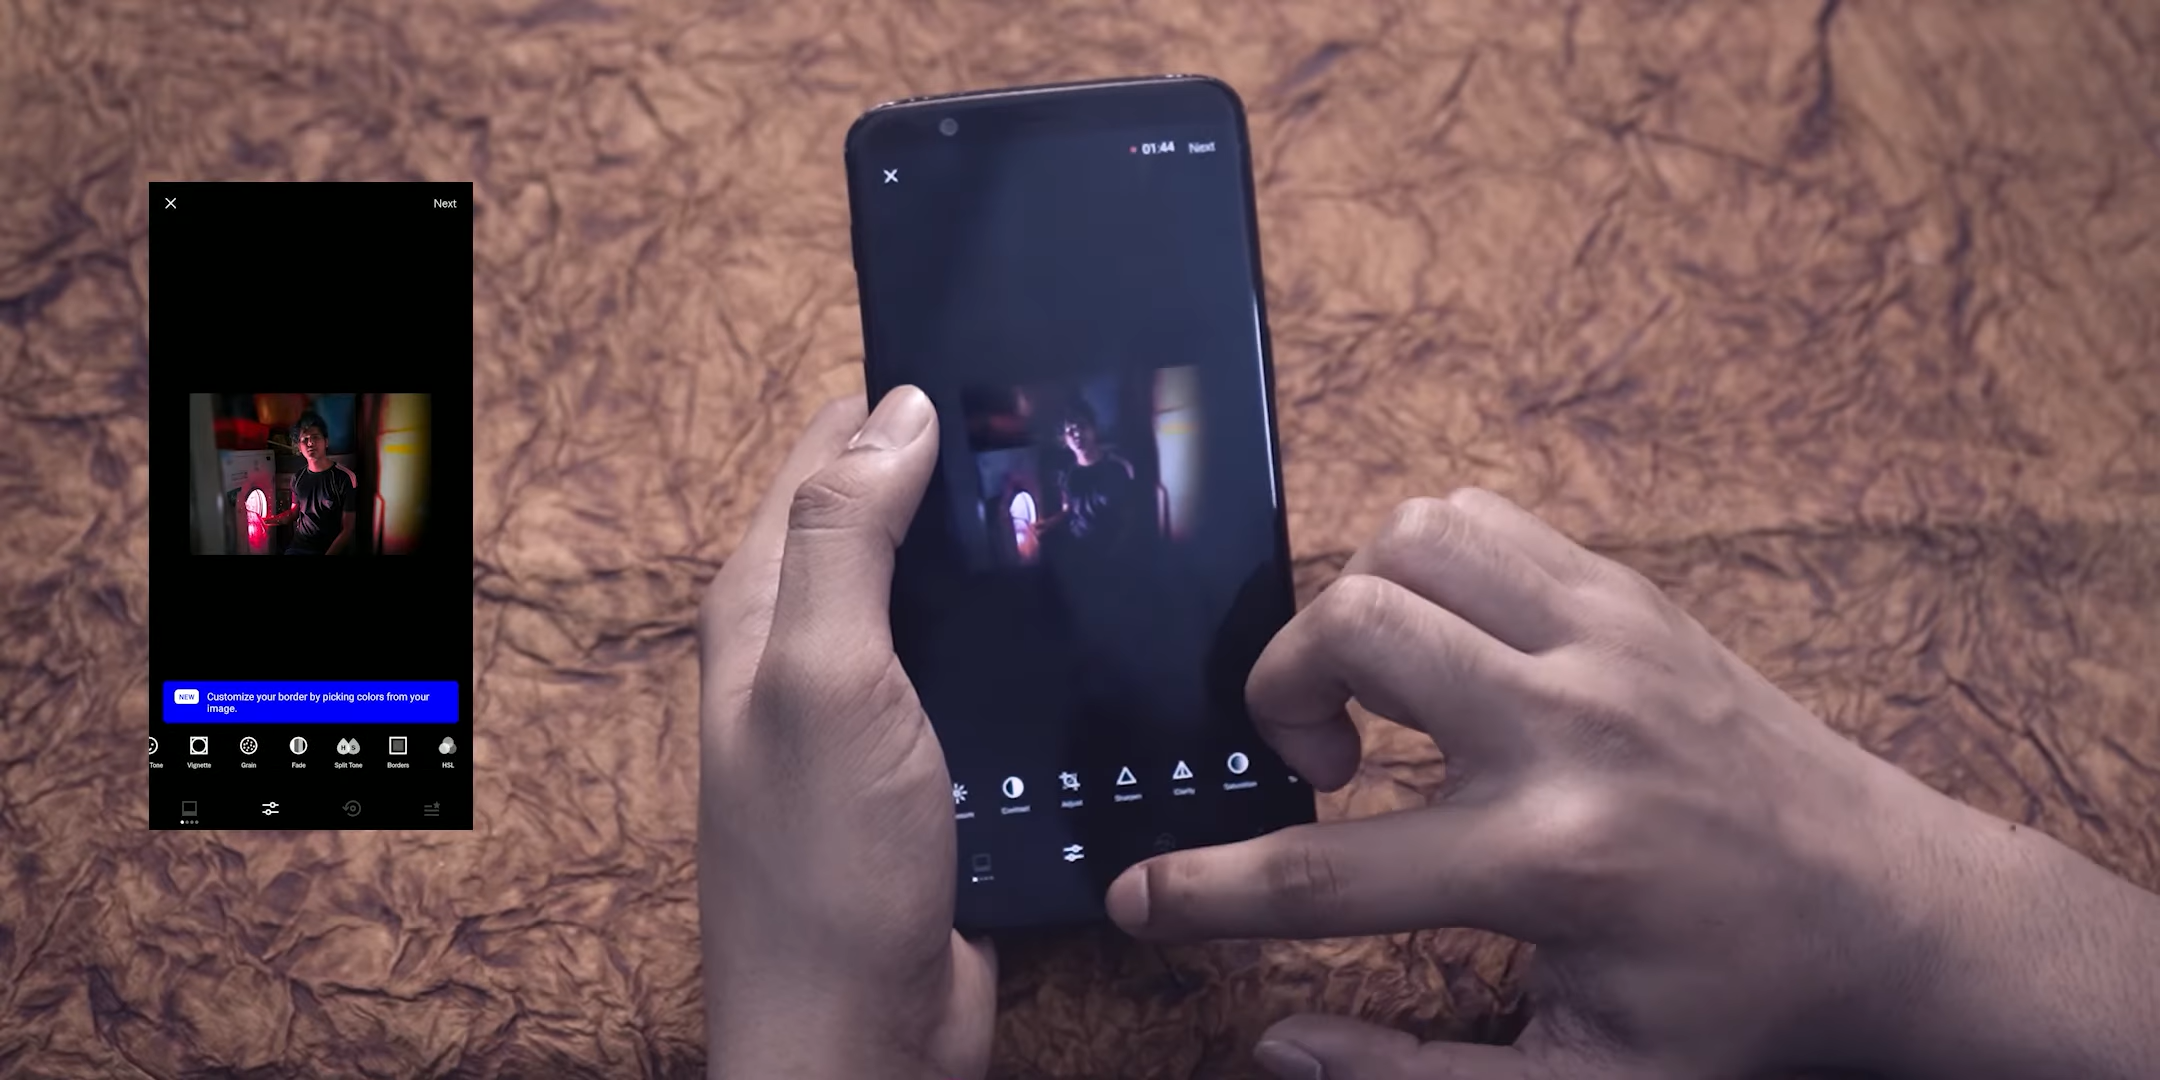 Next
NEW
Customize your border by picking colors from your
image.
Tone
Vignette
Grain
Fade
Split Tone
H S
Borders
HSL
01:44 Next
Contrast
Adjust
Sharpen
Clarity
Saturation